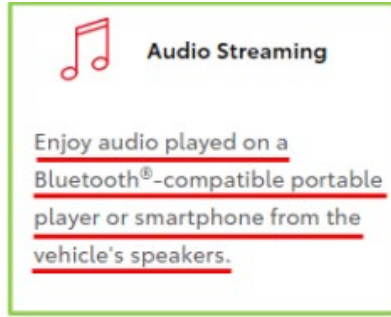 Audio Streaming
Enjoy audio played on a
Bluetooth®-compatible portable
player or smartphone from the
vehicle's speakers.